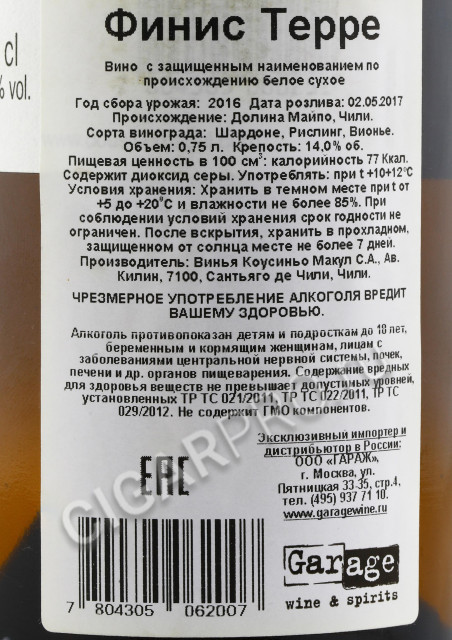 cl
% vol.
Финис Терре
Вино с защищенным наименованием по
происхождению белое сухое
Год сбора урожая: 2016 Дата розлива: 02.05.2017
Происхождение: Долина Майпо, Чили.
Сорта винограда: Шардоне, Рислинг, Вионье.
Объем: 0,75 л. Крепость: 14,0% об.
Пищевая ценность в 100 см³: калорийность 77 Ккал.
Содержит диоксид серы. Употреблять: при t +10+12°C
Условия хранения: Хранить в темном месте при t от
+5 до +20°C и влажности не более 85%. При
соблюдении условий хранения срок годности не
ограничен. После вскрытия, хранить в прохладном,
защищенном от солнца месте не более 7 дней.
Производитель: Винья Коусиньо Макул С.А., Ав.
Килин, 7100, Сантьяго де Чили, Чили.
ЧРЕЗМЕРНОЕ УПОТРЕБЛЕНИЕ АЛКОГОЛЯ ВРЕДИТ
ВАШЕМУ ЗДОРОВЬЮ.
Алкоголь противопоказан детям и подросткам до 18 лет,
беременным и кормящим женщинам, лицам с
заболеваниями центральной нервной системы, почек,
печени и др. органов пищеварения. Содержание вредных
для здоровья веществ не превышает допустимых уровней,
установленных ТР ТС 021/2011, ТР ТС 022/2011, ТР ТС
029/2012. Не содержит ГМО компонентов.
Эксклюзивный импортер и
дистрибьютор в России:
ООО «ГАРАЖ»,
г. Москва, ул.
Пятницкая 33-35, стр.4,
тел. (495) 937 71 10.
www.garagewine.ru
EAC
Garage
wine & spirits
7 804305 062007
CIGARPRO.RU